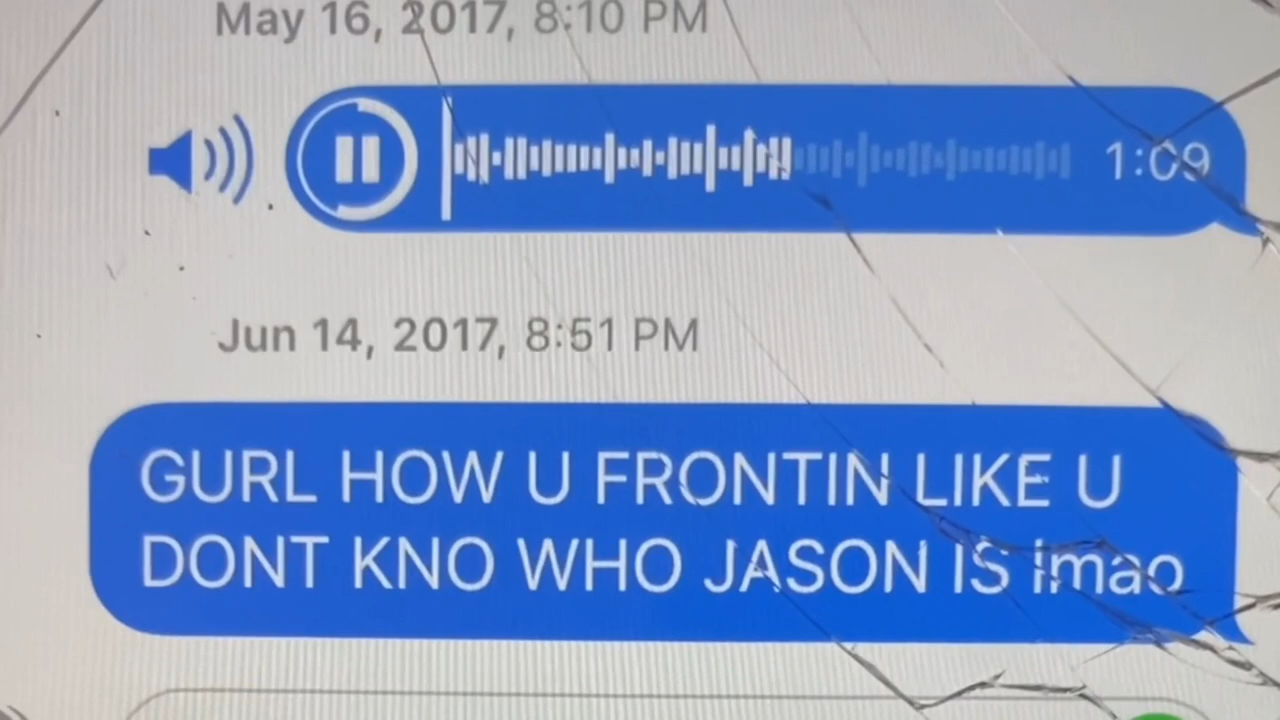 May 16, 2017, 8:10 PM
1:09
Jun 14, 2017, 8:51 PM
GURL HOW U FRONTIN LIKE U
DONT KNO WHO JASON IS lmao